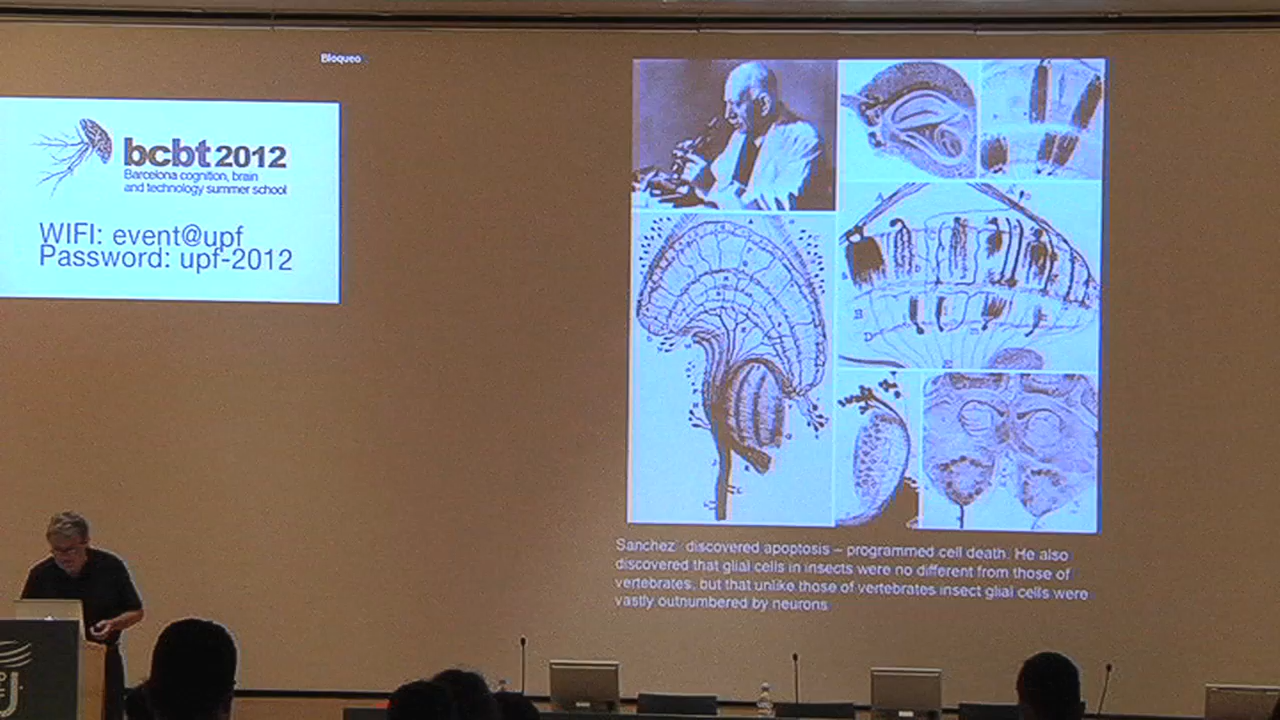 Bloqueo
bcbt 2012
Barcelona cognition, brain
and technology summer school
WIFI: event@upf
Password: upf-2012
Sanchez discovered apoptosis – programmed cell death. He also
discovered that glial cells in insects were no different from those of
vertebrates, but that unlike those of vertebrates insect glial cells were
vastly outnumbered by neurons